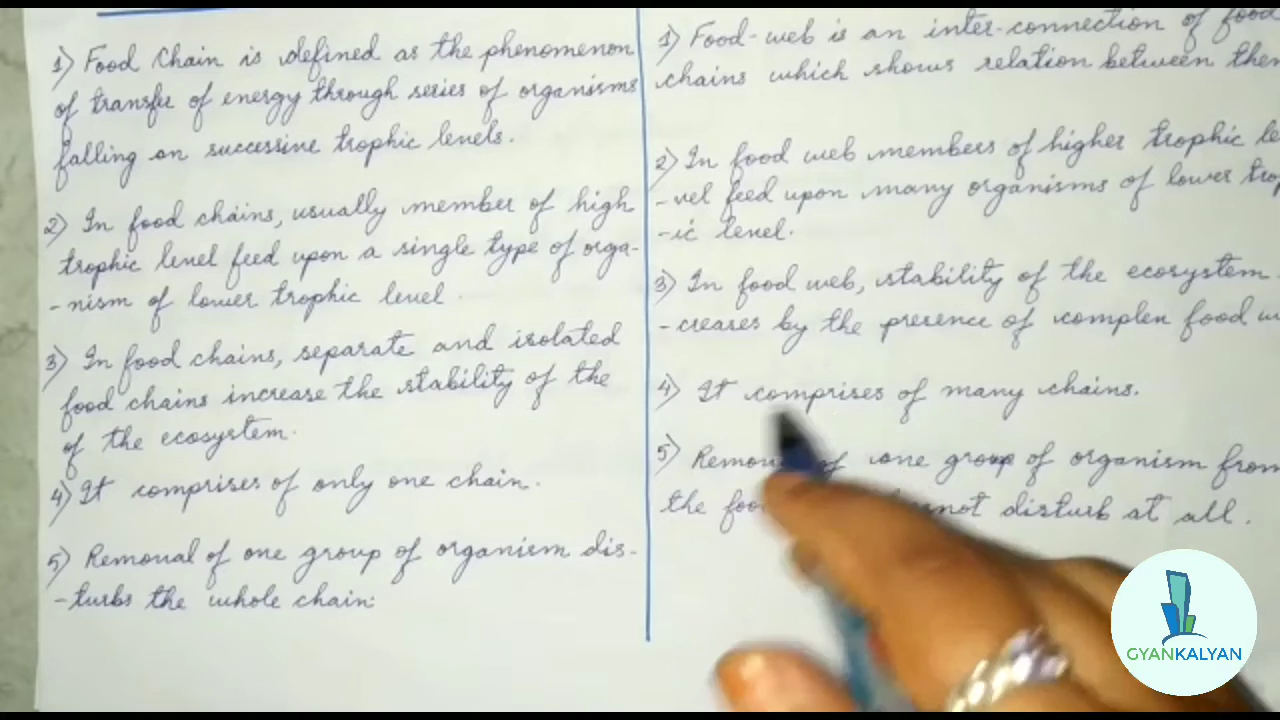 1) Food Chain is defined as the phenomenon
of transfer of energy through series of organisms
falling on successive trophic levels.
2) In food chains, usually member of high
trophic level feed upon a single type of orga-
-nism of lower trophic level.
3) In food chains, separate and isolated
food chains increase the stability of the
of the ecosystem.
4) It comprises of only one chain.
5) Removal of one group of organism dis-
-turbs the whole chain.
1) Food-web is an inter-connection of food
chains which shows relation between them
2) In food web members of higher trophic le
-vel feed upon many organisms of lower trop
-ic level.
3) In food web, stability of the ecosystem
-creases by the presence of complex food
4) It comprises of many chains.
5) of one group of organism from
the not disturb at all.
GYANKALYAN